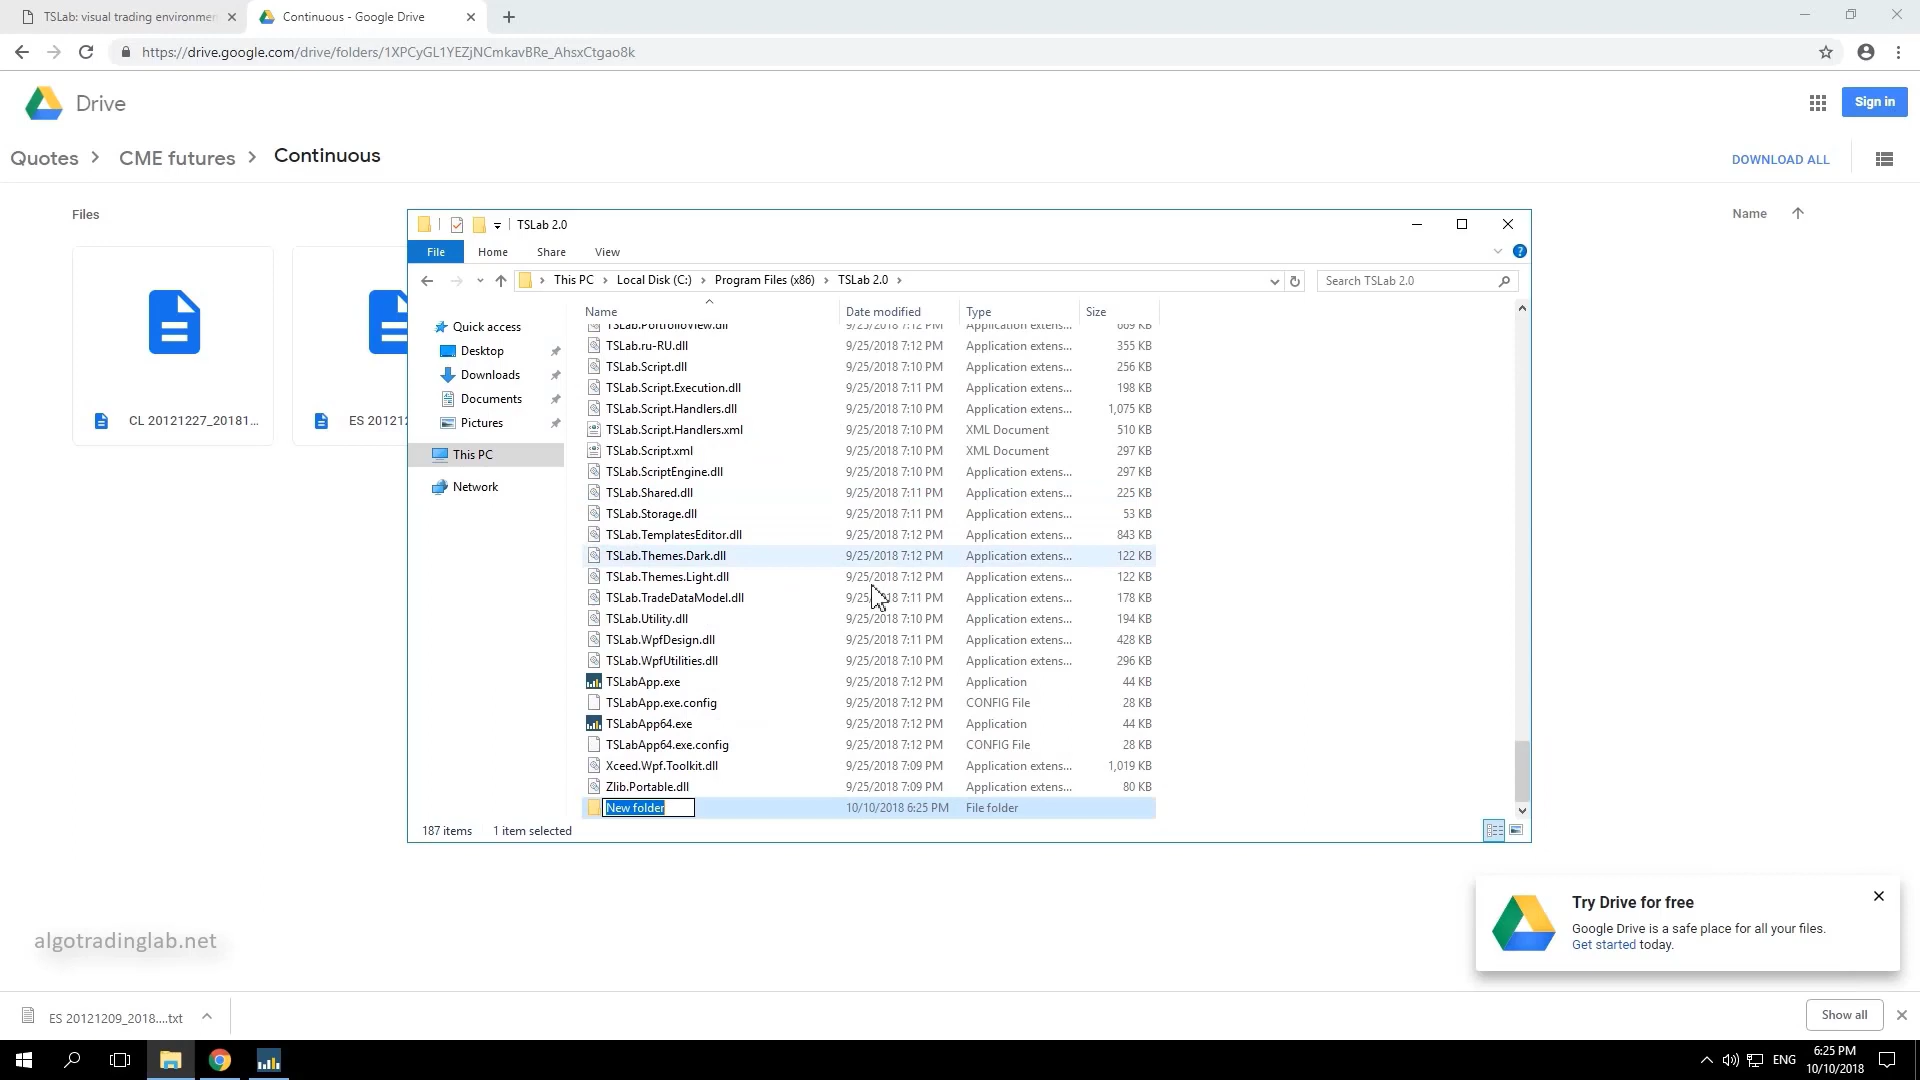 TSLab: visual trading environmen
Continuous - Google Drive
https://drive.google.com/drive/folders/1XPCyGL1YEZjNCmkavBRe_AhsxCtgao8k
Drive
Sign in
Quotes > CME futures > Continuous
DOWNLOAD ALL
Files
Name
CL 20121227_20181...
ES 20121
TSLab 2.0
File Home Share View
This PC > Local Disk (C:) > Program Files (x86) > TSLab 2.0 >
Search TSLab 2.0
Quick access
Desktop
Downloads
Documents
Pictures
This PC
Network
Name Date modified Type Size
TSLab.PortfolioView.dll 9/25/2018 7:12 PM Application extens... 669 KB
TSLab.ru-RU.dll 9/25/2018 7:12 PM Application extens... 355 KB
TSLab.Script.dll 9/25/2018 7:10 PM Application extens... 256 KB
TSLab.Script.Execution.dll 9/25/2018 7:11 PM Application extens... 198 KB
TSLab.Script.Handlers.dll 9/25/2018 7:10 PM Application extens... 1,075 KB
TSLab.Script.Handlers.xml 9/25/2018 7:10 PM XML Document 510 KB
TSLab.Script.xml 9/25/2018 7:10 PM XML Document 297 KB
TSLab.ScriptEngine.dll 9/25/2018 7:10 PM Application extens... 297 KB
TSLab.Shared.dll 9/25/2018 7:11 PM Application extens... 225 KB
TSLab.Storage.dll 9/25/2018 7:11 PM Application extens... 53 KB
TSLab.TemplatesEditor.dll 9/25/2018 7:12 PM Application extens... 843 KB
TSLab.Themes.Dark.dll 9/25/2018 7:12 PM Application extens... 122 KB
TSLab.Themes.Light.dll 9/25/2018 7:12 PM Application extens... 122 KB
TSLab.TradeDataModel.dll 9/25/2018 7:11 PM Application extens... 178 KB
TSLab.Utility.dll 9/25/2018 7:10 PM Application extens... 194 KB
TSLab.WpfDesign.dll 9/25/2018 7:11 PM Application extens... 428 KB
TSLab.WpfUtilities.dll 9/25/2018 7:10 PM Application extens... 296 KB
TSLabApp.exe 9/25/2018 7:12 PM Application 44 KB
TSLabApp.exe.config 9/25/2018 7:12 PM CONFIG File 28 KB
TSLabApp64.exe 9/25/2018 7:12 PM Application 44 KB
TSLabApp64.exe.config 9/25/2018 7:12 PM CONFIG File 28 KB
Xceed.Wpf.Toolkit.dll 9/25/2018 7:09 PM Application extens... 1,019 KB
Zlib.Portable.dll 9/25/2018 7:09 PM Application extens... 80 KB
New folder 10/10/2018 6:25 PM File folder
187 items 1 item selected
Try Drive for free
Google Drive is a safe place for all your files.
Get started today.
algotradinglab.net
ES 20121209_2018....txt
Show all
ENG
6:25 PM
10/10/2018